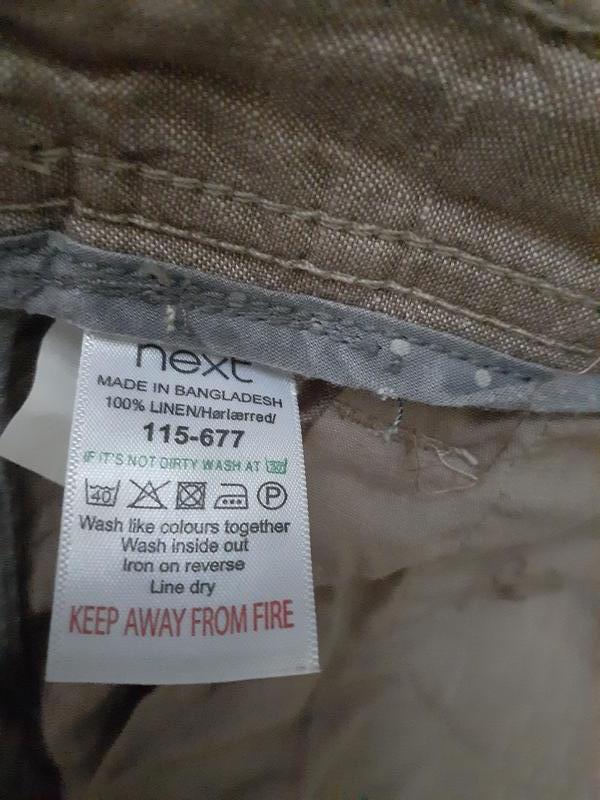 next
MADE IN BANGLADESH
100% LINEN/Hørlærred/
115-677
IF IT'S NOT DIRTY WASH AT 30
40 P
Wash like colours together
Wash inside out
Iron on reverse
Line dry
KEEP AWAY FROM FIRE